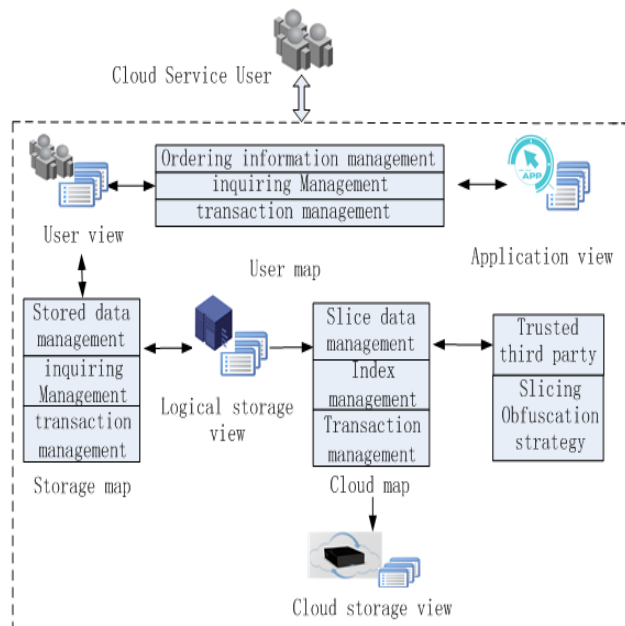 Cloud Service User
Ordering information management
inquiring Management
transaction management
User view
APP
Application view
User map
Stored data
management
inquiring
Management
transaction
management
Storage map
Logical storage
view
Slice data
management
Index
management
Transaction
management
Cloud map
Trusted
third party
Slicing
Obfuscation
strategy
Cloud storage view